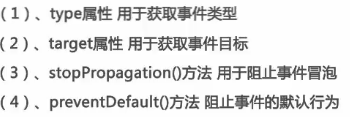 （1）、type属性 用于获取事件类型
（2）、target属性 用于获取事件目标
（3）、stopPropagation()方法 用于阻止事件冒泡
（4）、preventDefault()方法 阻止事件的默认行为